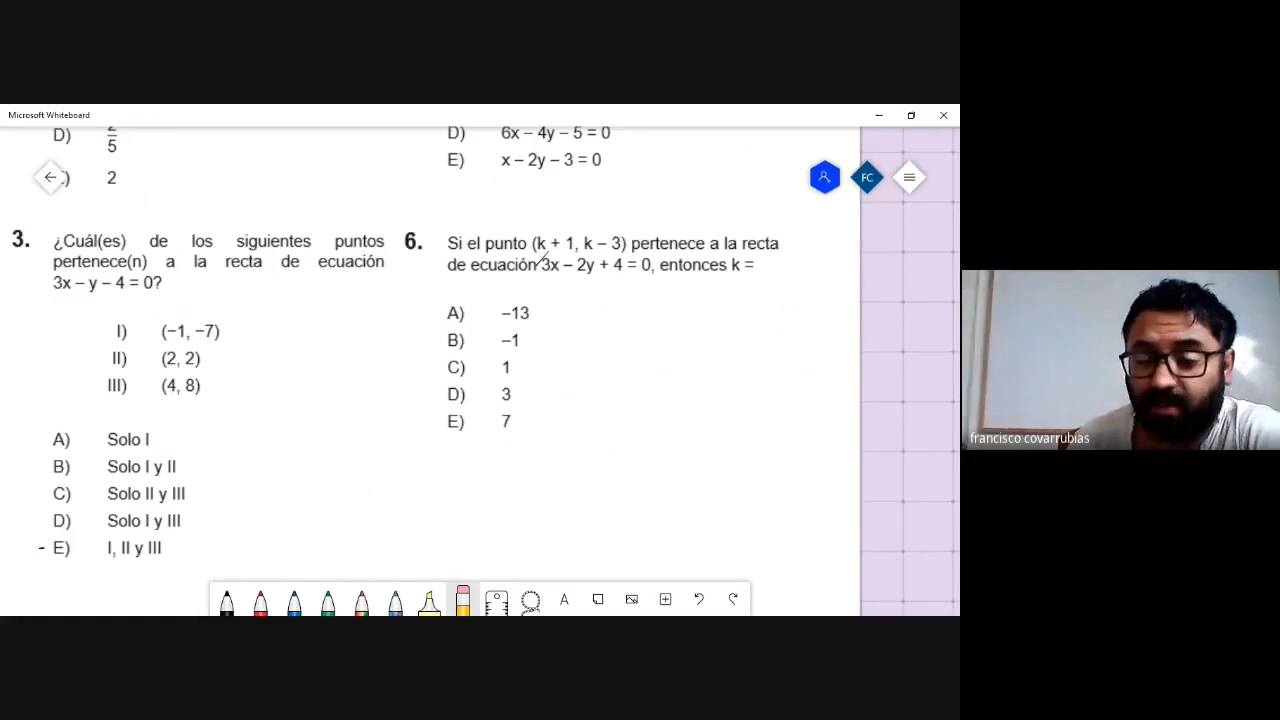 Microsoft Whiteboard
D) 2/5
2
D) 6x – 4y – 5 = 0
E) x – 2y – 3 = 0
FC
3. ¿Cuál(es) de los siguientes puntos
pertenece(n) a la recta de ecuación
3x – y – 4 = 0?
I) (−1, −7)
II) (2, 2)
III) (4, 8)
A) Solo I
B) Solo I y II
C) Solo II y III
D) Solo I y III
- E) I, II y III
6. Si el punto (k + 1, k – 3) pertenece a la recta
de ecuación 3x – 2y + 4 = 0, entonces k =
A) –13
B) –1
C) 1
D) 3
E) 7
A
francisco covarrubias